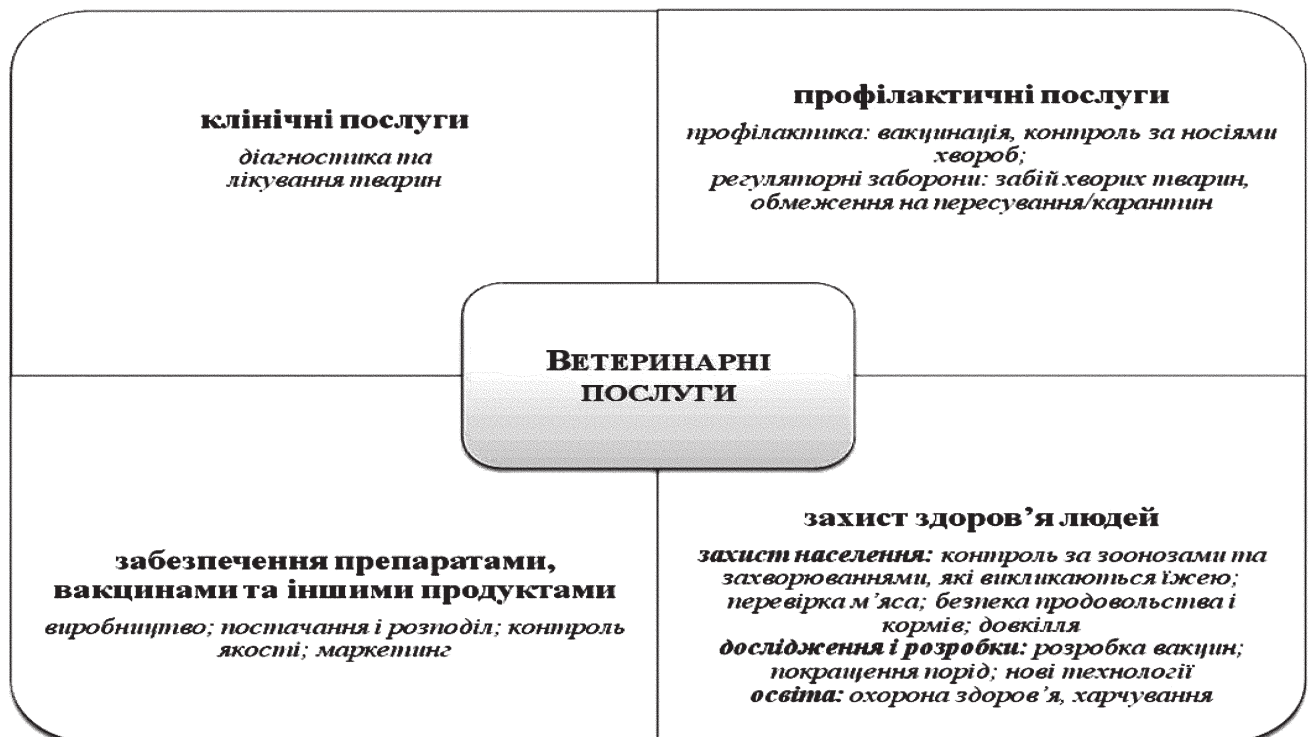 клінічні послуги
діагностика та
лікування тварин
профілактичні послуги
профілактика: вакцинація, контроль за носіями
хвороб;
регуляторні заборони: забій хворих тварин,
обмеження на пересування/карантин
ВЕТЕРИНАРНІ
ПОСЛУГИ
забезпечення препаратами,
вакцинами та іншими продуктами
виробництво; постачання і розподіл; контроль
якості; маркетинг
захист здоров’я людей
захист населення: контроль за зоонозами та
захворюваннями, які викликаються їжею;
перевірка м’яса; безпека продовольства і
кормів; довкілля
дослідження і розробки: розробка вакцин;
покращення порід; нові технології
освіта: охорона здоров’я, харчування